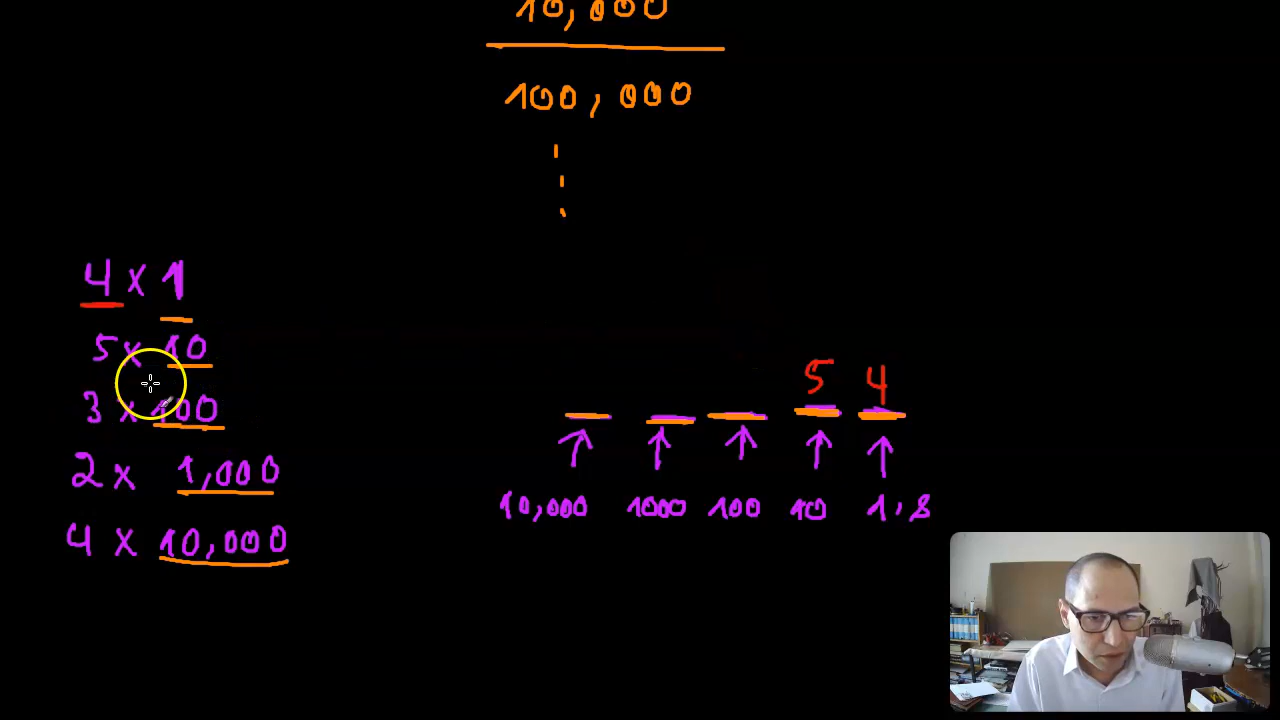 10,000
100,000
4 x 1
5 x 10
5 4
3 x 100
2 x 1,000
10,000 1000 100 10 1,s
4 x 10,000